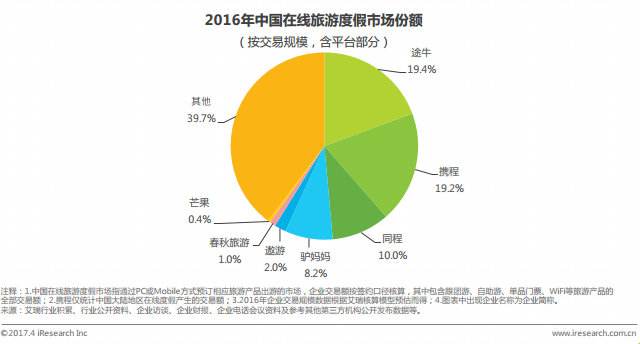 2016年中国在线旅游度假市场份额
（按交易规模，含平台部分）
途牛
19.4%
其他
39.7%
携程
19.2%
芒果
0.4%
春秋旅游
1.0%
遨游
2.0%
驴妈妈
8.2%
同程
10.0%
注释：1.中国在线旅游度假市场指通过PC或Mobile方式预订相应旅游产品出游的市场，企业交易额按签约口径核算，其中包含跟团游、自助游、单品门票、WiFi等旅游产品的
全部交易额；2.携程仅统计中国大陆地区在线度假产生的交易额；3.2016年企业交易规模数据根据艾瑞核算模型预估而得；4.图表中出现企业名称为企业简称。
来源：艾瑞行业积累、行业公开资料、企业访谈、企业财报、企业电话会议资料及参考其他第三方机构公开发布数据等。
©2017.4 iResearch Inc
www.iresearch.com.cn